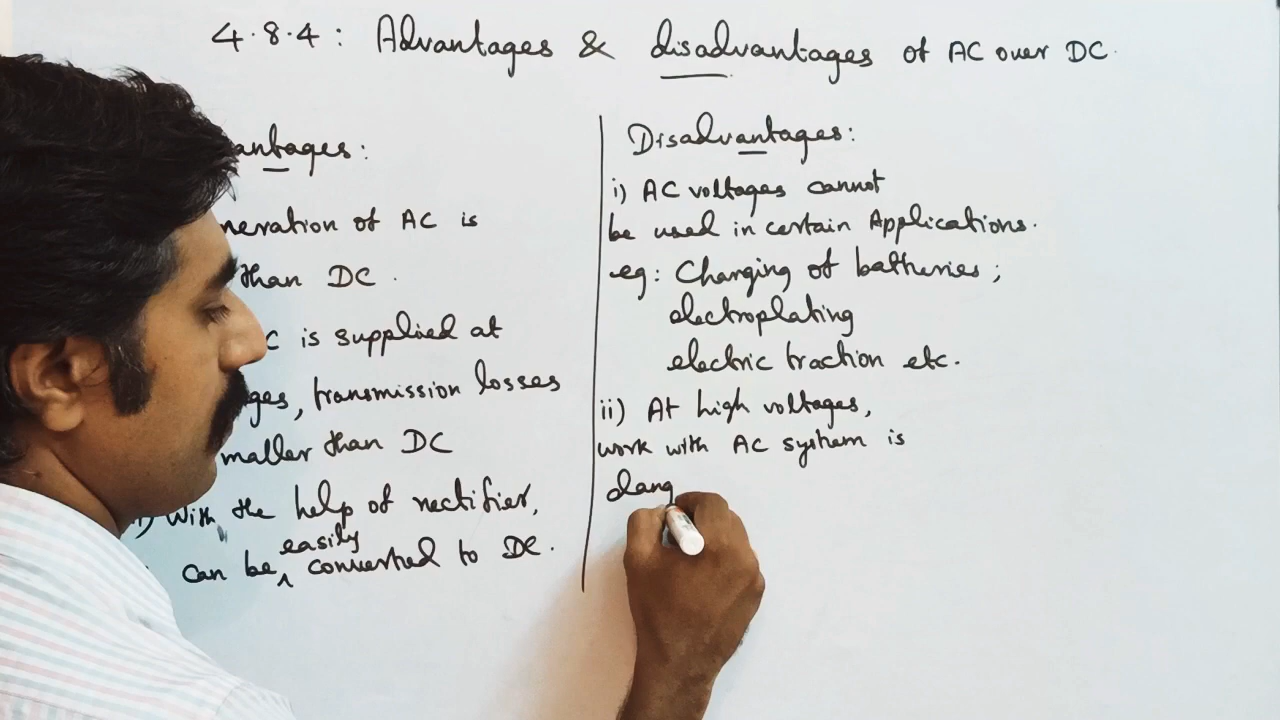 4.8.4: Advantages & disadvantages of AC over DC.
antages:
neration of AC is
than DC.
C is supplied at
ges, transmission losses
maller than DC
i) With the help of rectifier,
easily
can be ^ converted to DC.
Disadvantages:
i) AC voltages cannot
be used in certain Applications.
eg: Charging of batteries;
electroplating
electric traction etc.
ii) At high voltages,
work with AC system is
dang